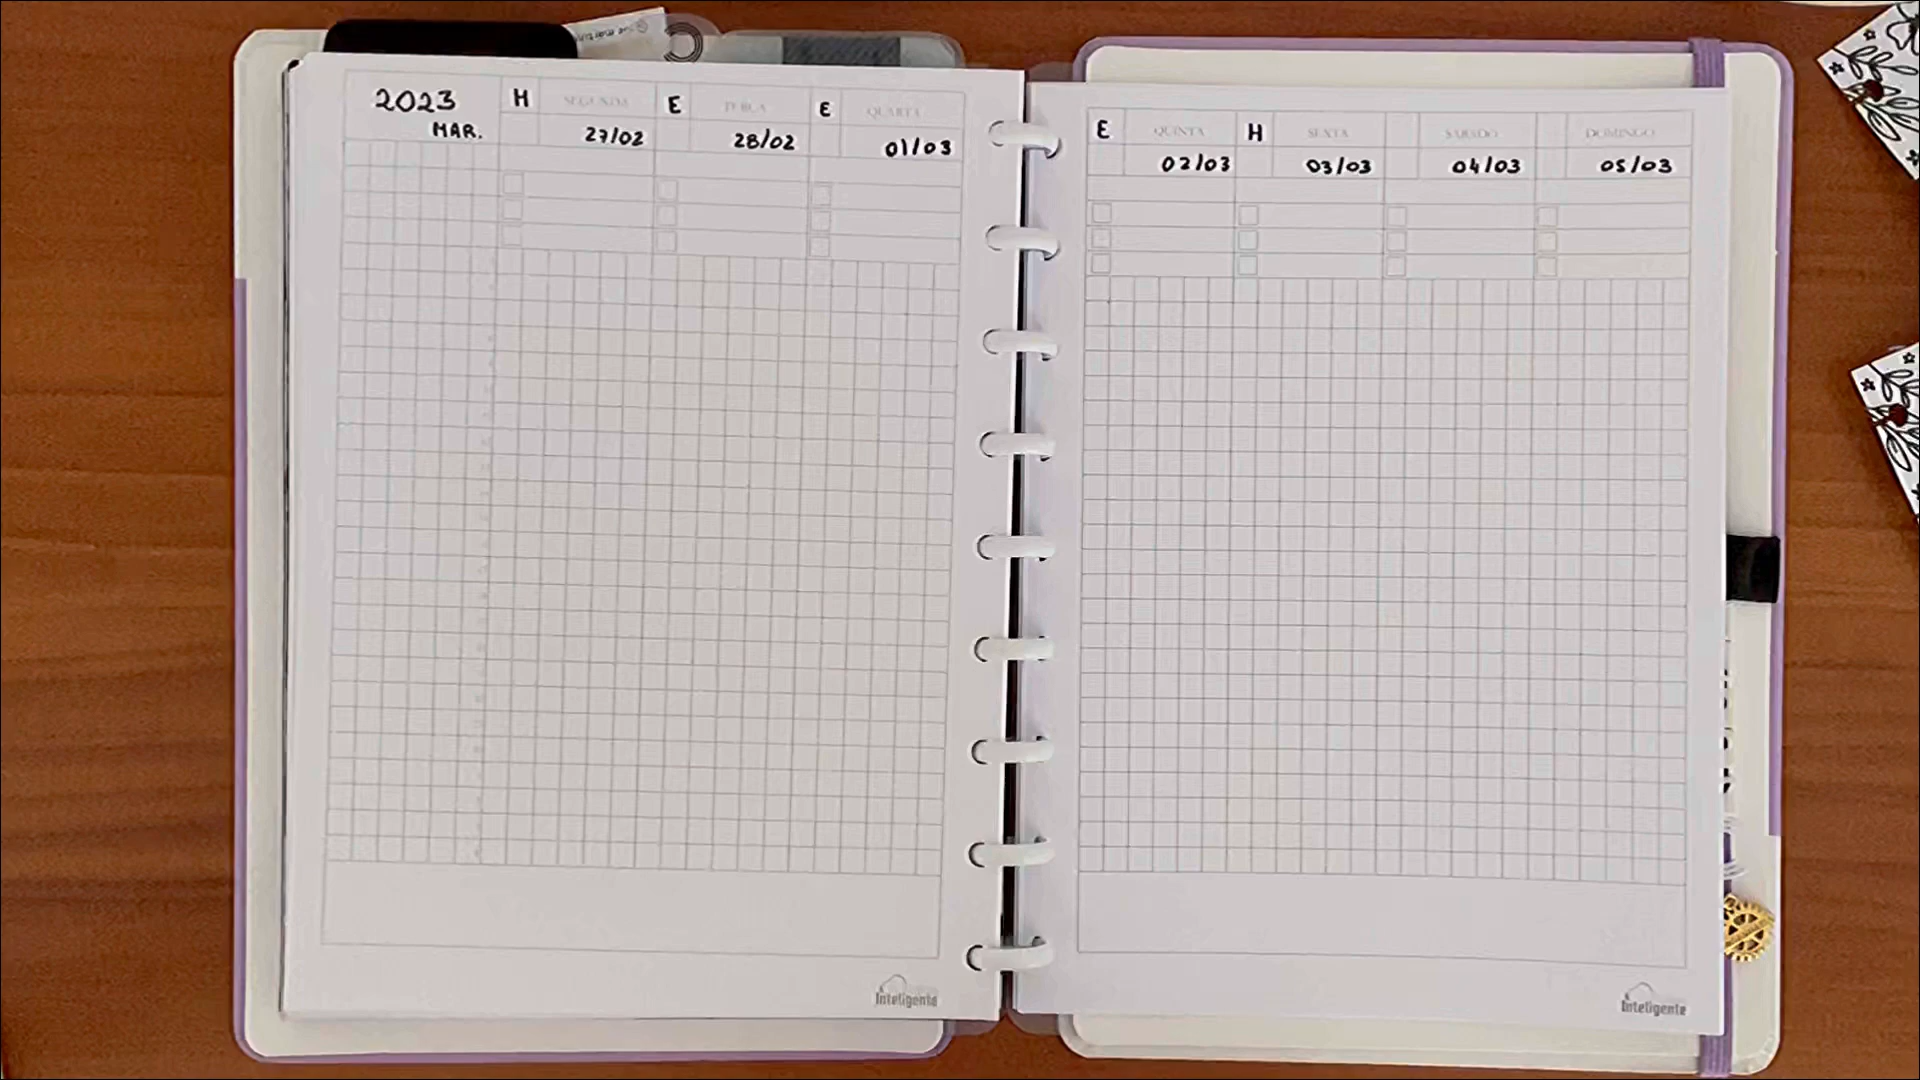 2023
MAR.
H SEGUNDA E TERÇA E QUARTA
27/02 28/02 01/03
E QUINTA H SEXTA SÁBADO DOMINGO
02/03 03/03 04/03 05/03
Inteligente
Inteligente